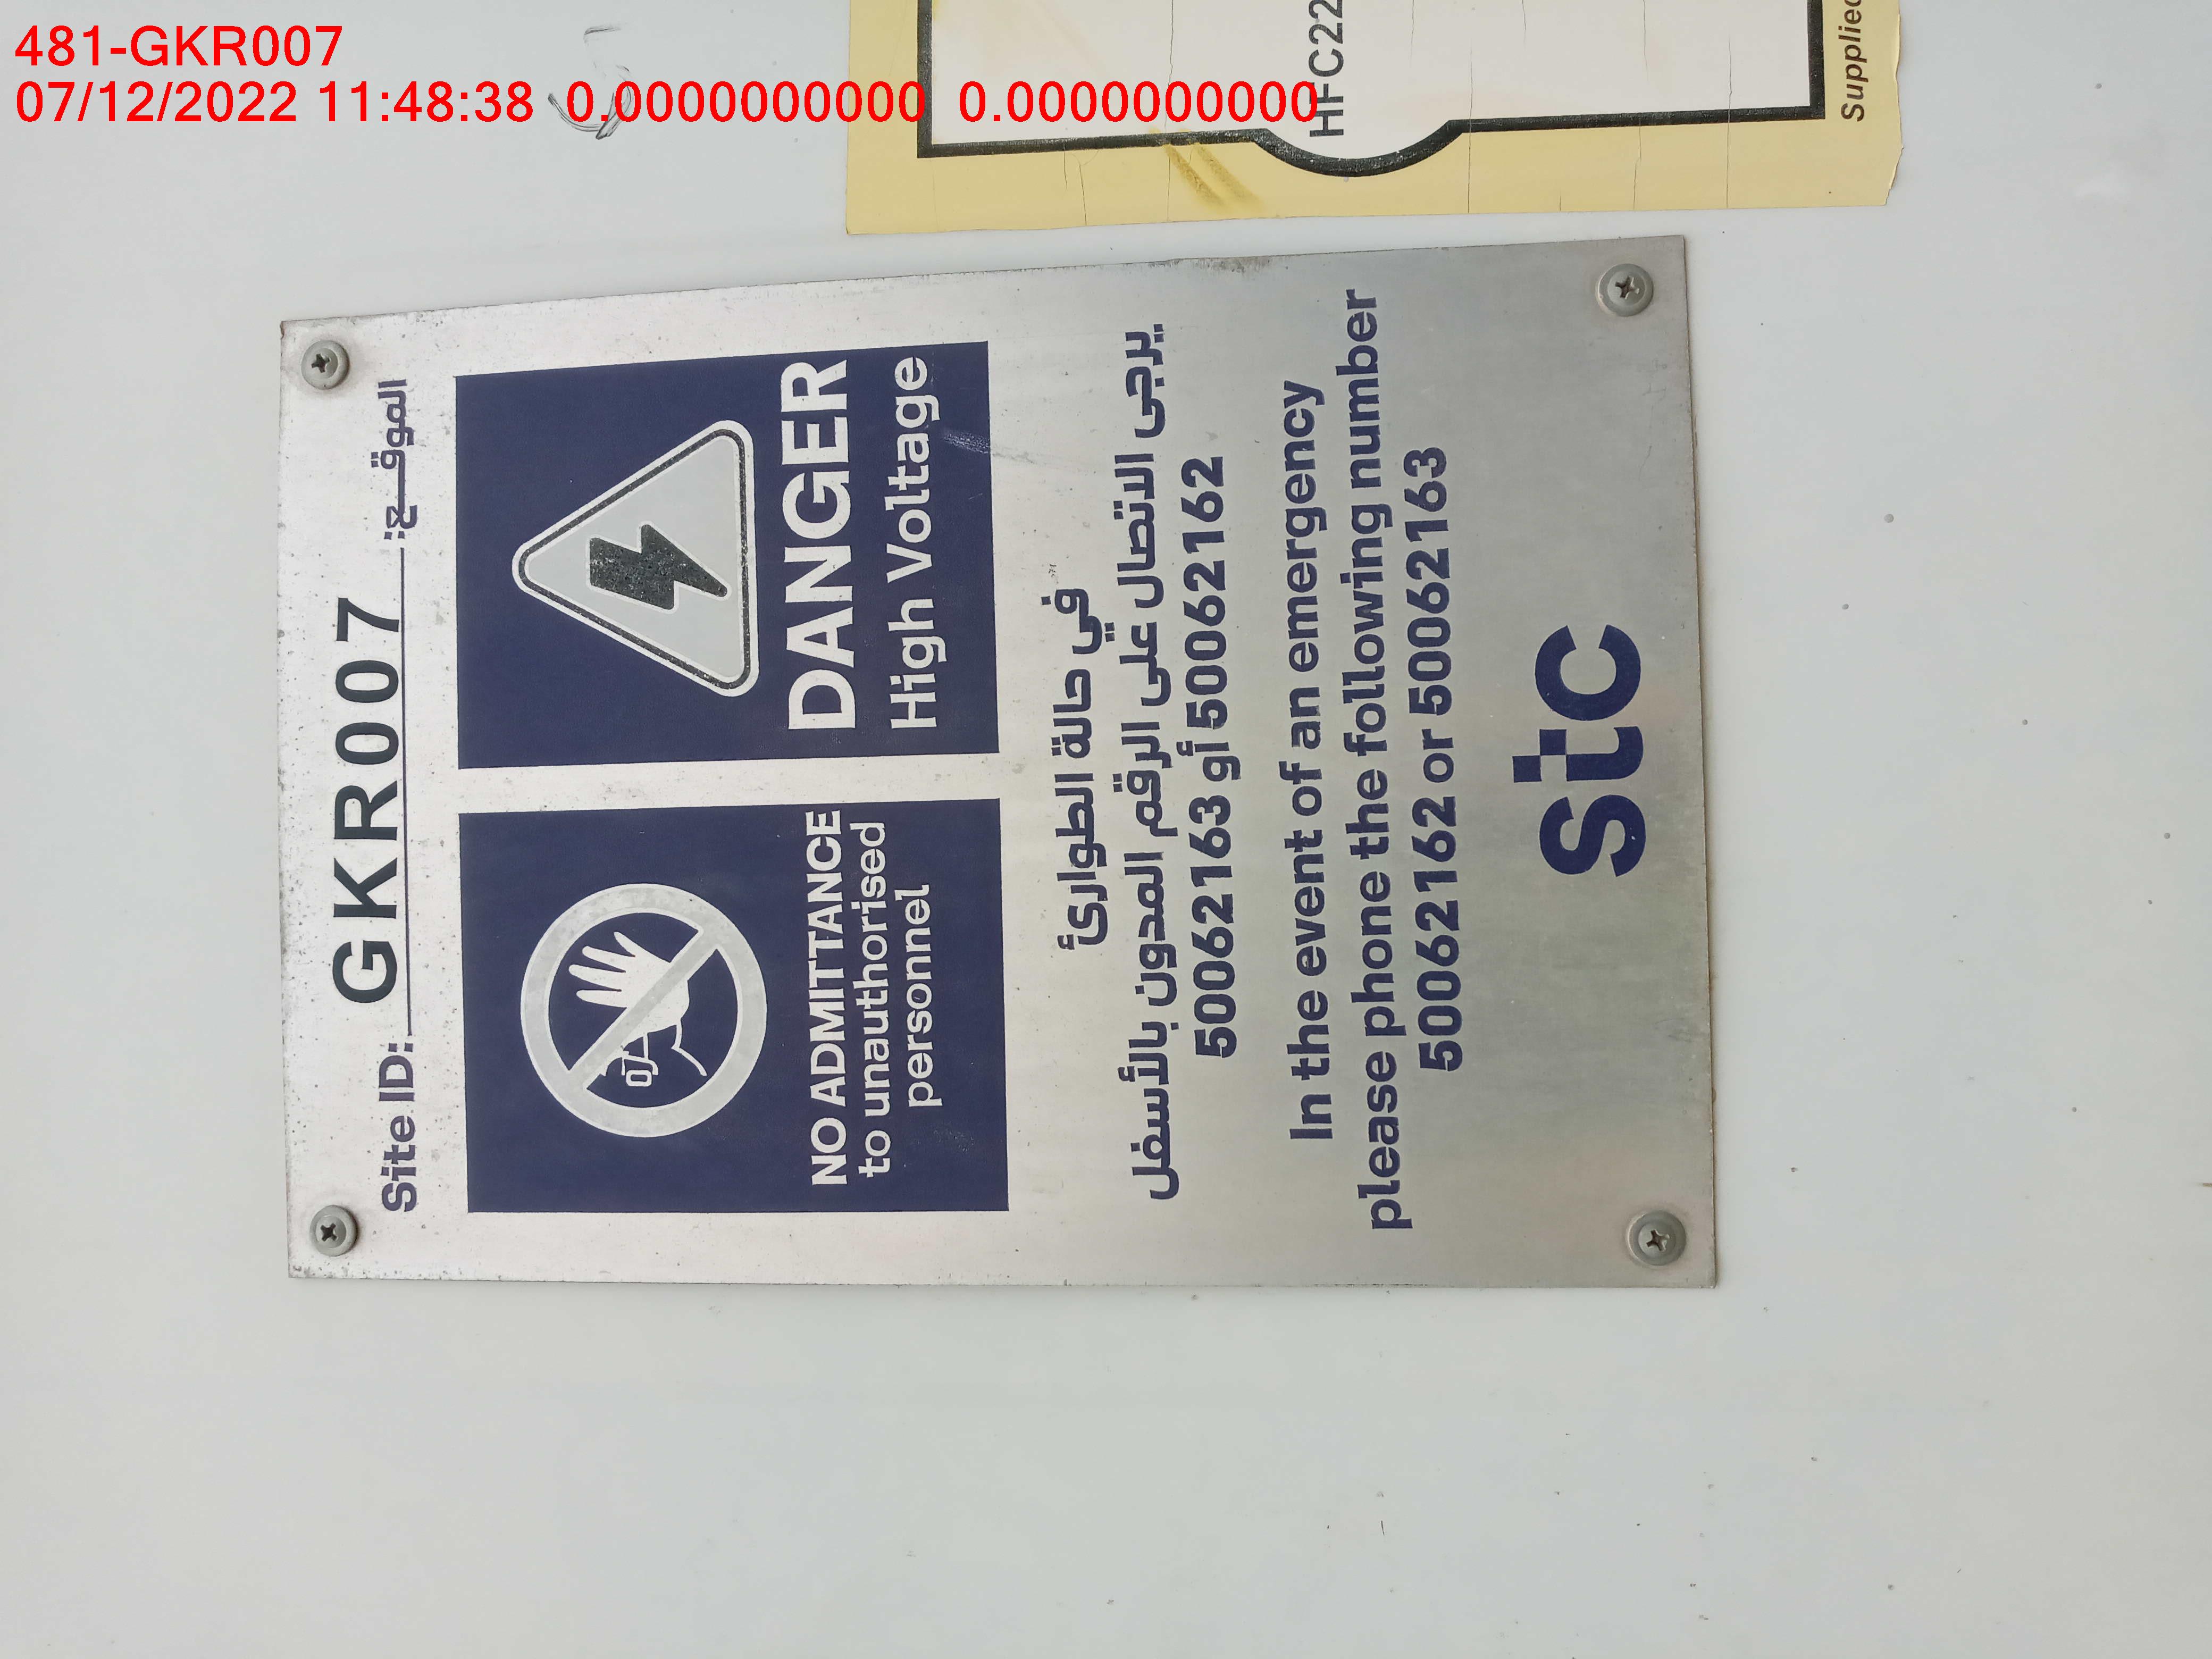 481-GKR007
07/12/2022 11:48:38 0.0000000000 0.0000000000
HFC22
Supplied
Site ID: GKR007 الموقـــع:
NO ADMITTANCE
to unauthorised
personnel
DANGER
High Voltage
في حالة الطوارئ
يرجى الاتصال على الرقم المدون بالأسفل
50062162 أو 50062163
In the event of an emergency
please phone the following number
50062162 or 50062163
stc